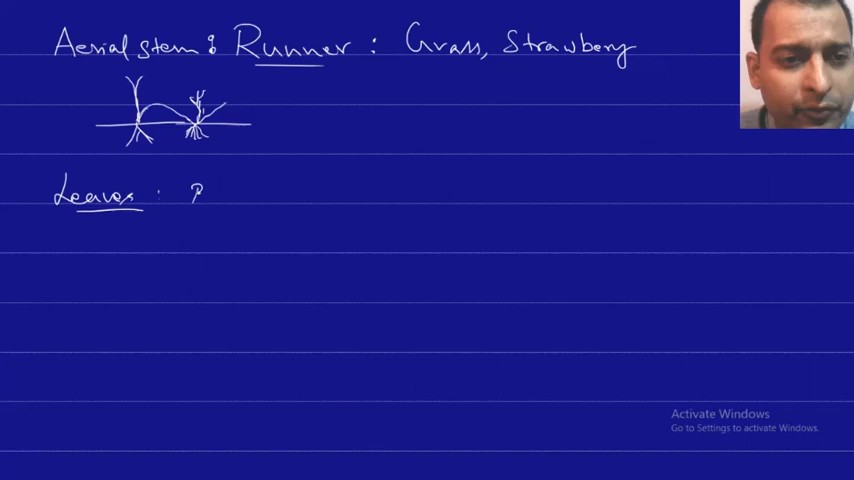 Aerial stem : Runner : Grass, Strawberry
Leaves :
Activate Windows
Go to Settings to activate Windows.